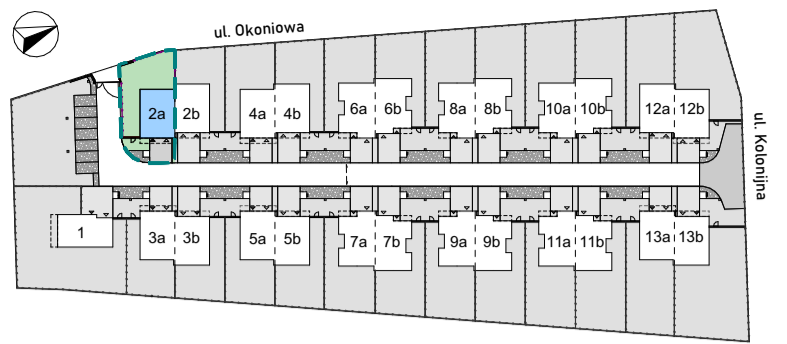 ul. Okoniowa
2a 2b 4a 4b 6a 6b 8a 8b 10a 10b 12a 12b
ul. Kolonijna
1 3a 3b 5a 5b 7a 7b 9a 9b 11a 11b 13a 13b